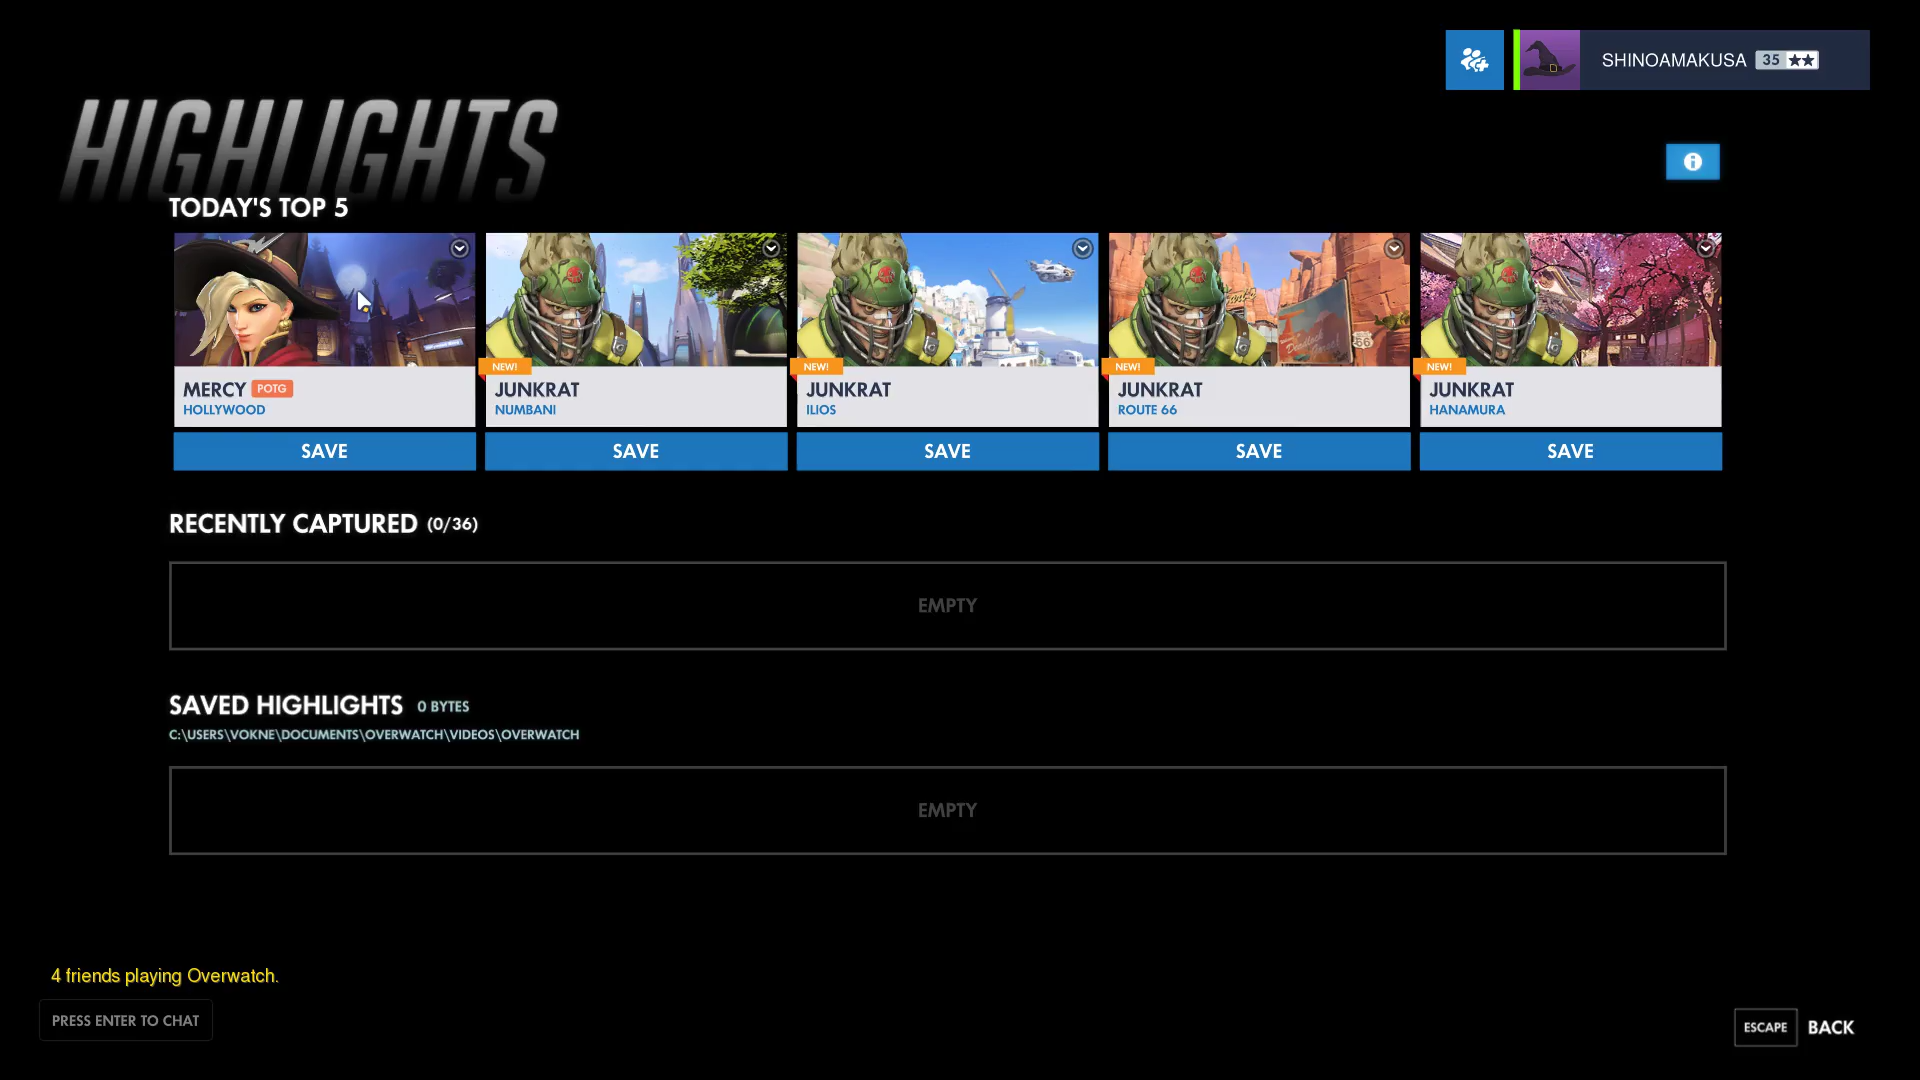 SHINOAMAKUSA 35
HIGHLIGHTS
TODAY'S TOP 5
MERCY POTG
HOLLYWOOD
SAVE
NEW!
JUNKRAT
NUMBANI
SAVE
NEW!
JUNKRAT
ILIOS
SAVE
NEW!
JUNKRAT
ROUTE 66
SAVE
NEW!
JUNKRAT
HANAMURA
SAVE
RECENTLY CAPTURED (0/36)
EMPTY
SAVED HIGHLIGHTS 0 BYTES
C:\USERS\VOKNE\DOCUMENTS\OVERWATCH\VIDEOS\OVERWATCH
EMPTY
4 friends playing Overwatch.
PRESS ENTER TO CHAT
ESCAPE BACK